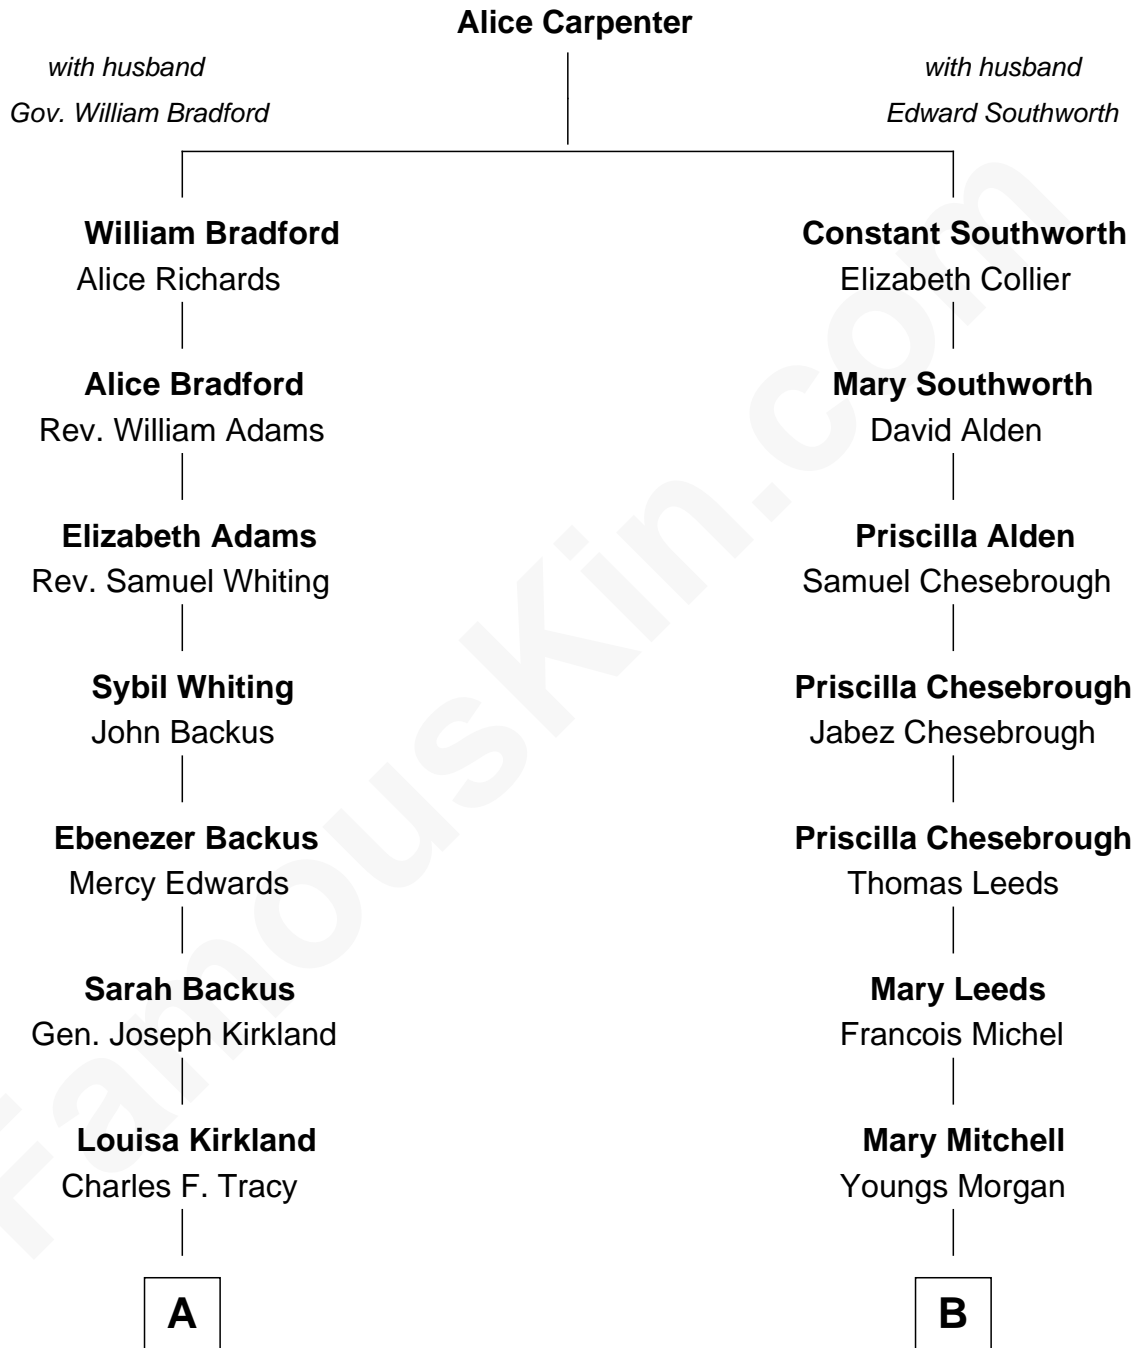 Alice Carpenter
with husband
Gov. William Bradford
with husband
Edward Southworth
William Bradford
Alice Richards
Constant Southworth
Elizabeth Collier
Alice Bradford
Rev. William Adams
Mary Southworth
David Alden
Elizabeth Adams
Rev. Samuel Whiting
Priscilla Alden
Samuel Chesebrough
Sybil Whiting
John Backus
Priscilla Chesebrough
Jabez Chesebrough
Ebenezer Backus
Mercy Edwards
Priscilla Chesebrough
Thomas Leeds
Sarah Backus
Gen. Joseph Kirkland
Mary Leeds
Francois Michel
Louisa Kirkland
Charles F. Tracy
Mary Mitchell
Youngs Morgan
A
B
FamousKin.com